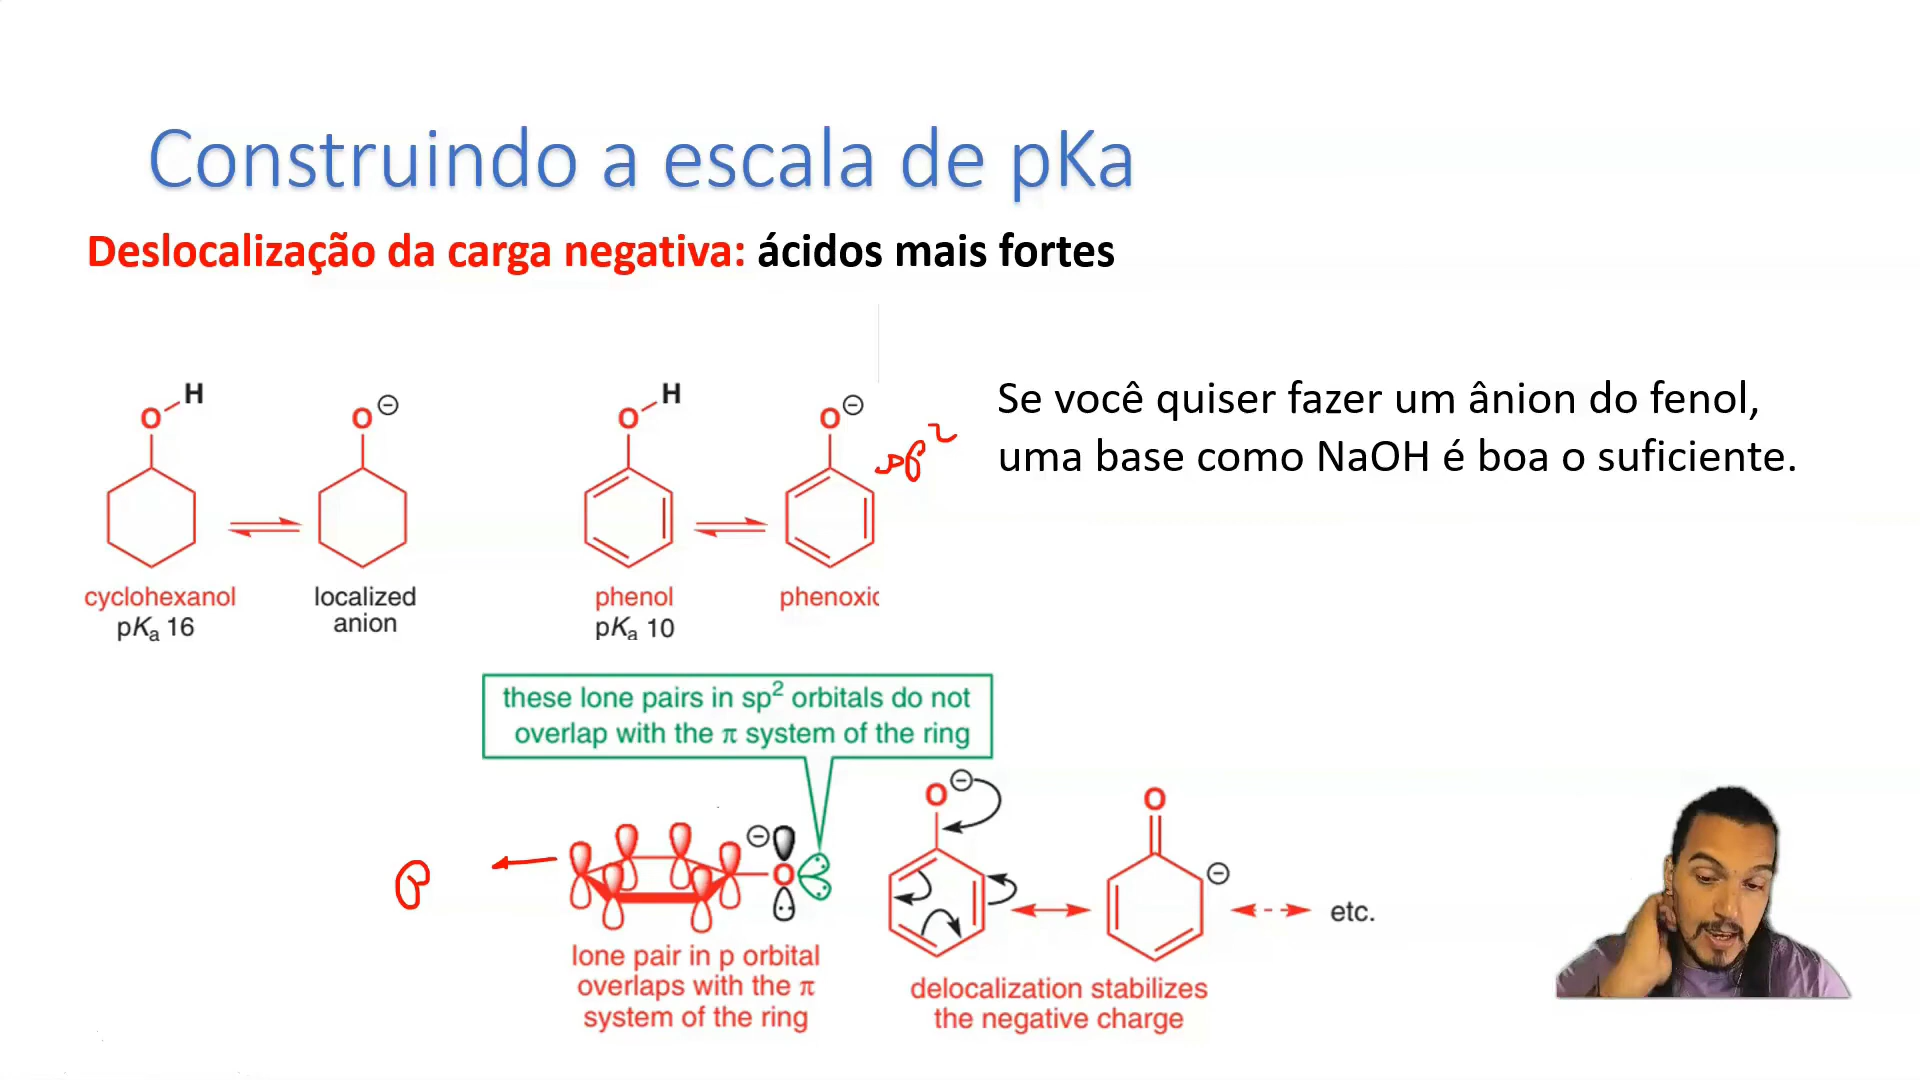 Construindo a escala de pKa
Deslocalização da carga negativa: ácidos mais fortes
H
O
O
⊖
H
O
O
⊖
sp²
Se você quiser fazer um ânion do fenol,
uma base como NaOH é boa o suficiente.
cyclohexanol
pKa 16
localized
anion
phenol
pKa 10
phenoxi
these lone pairs in sp² orbitals do not
overlap with the π system of the ring
⊖
O
lone pair in p orbital
overlaps with the π
system of the ring
O
⊖
O
⊖
etc.
delocalization stabilizes
the negative charge